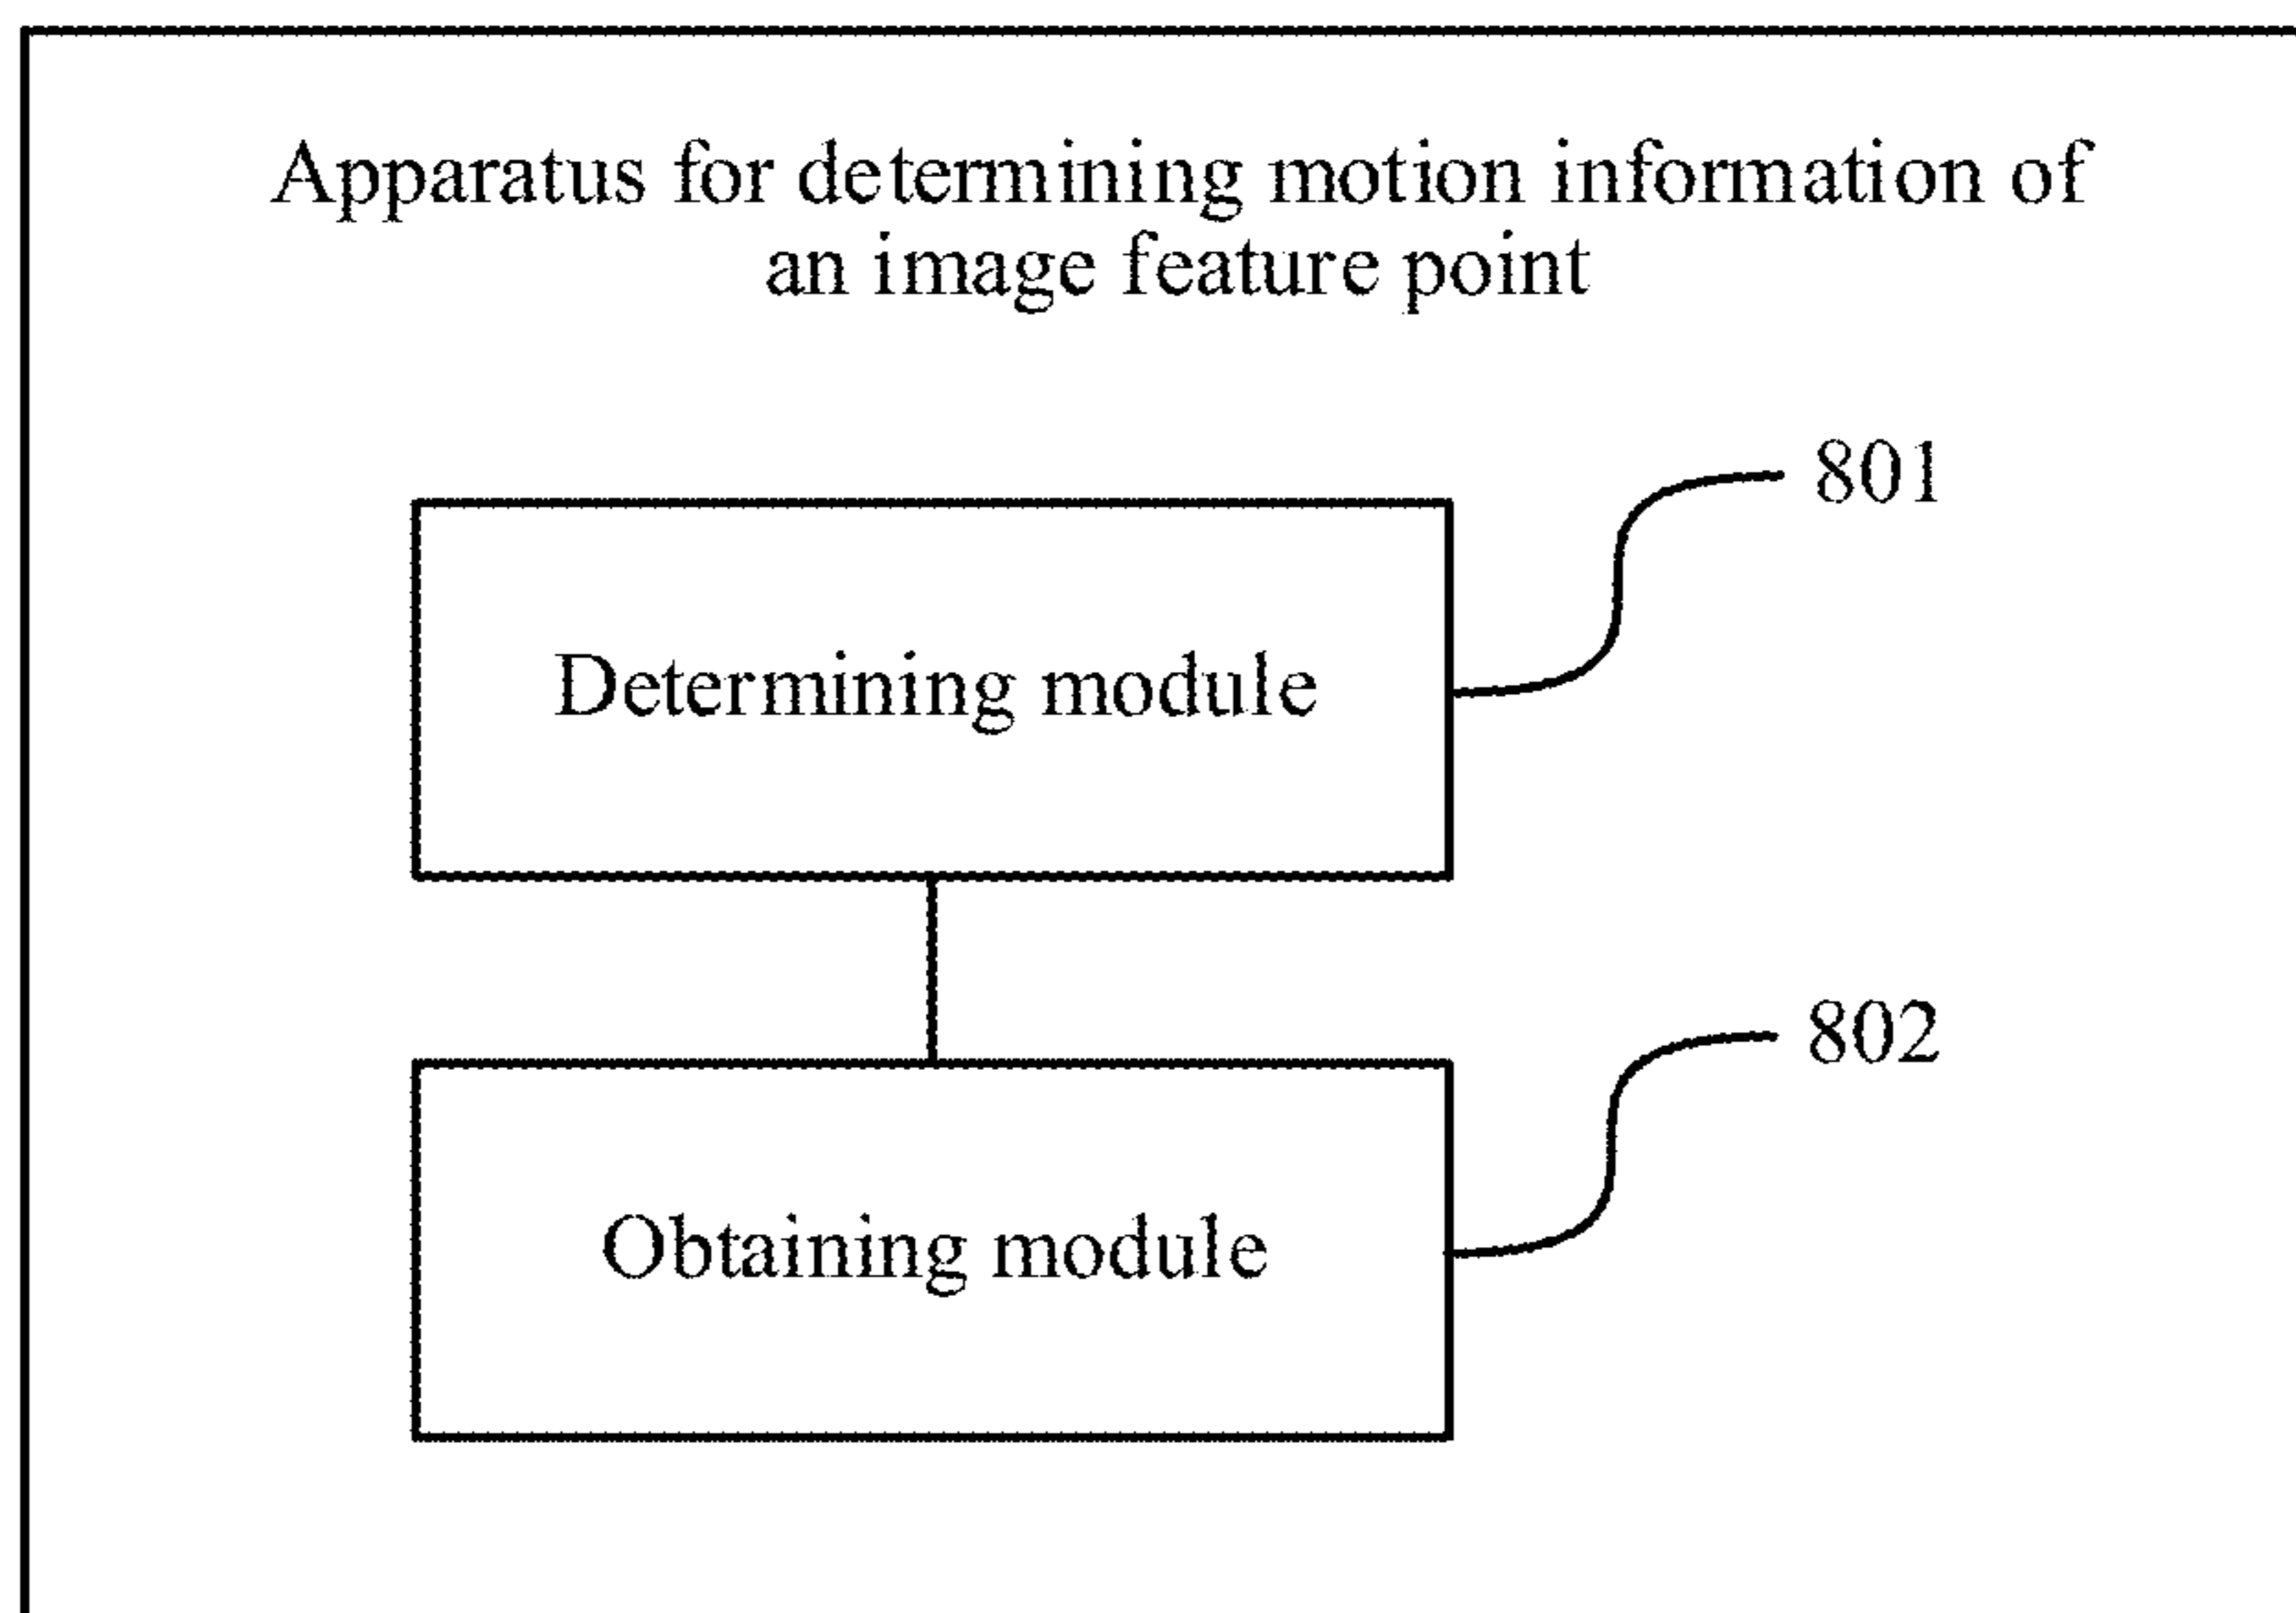 Apparatus for determining motion information of
an image feature point
801
Determining module
802
Obtaining module